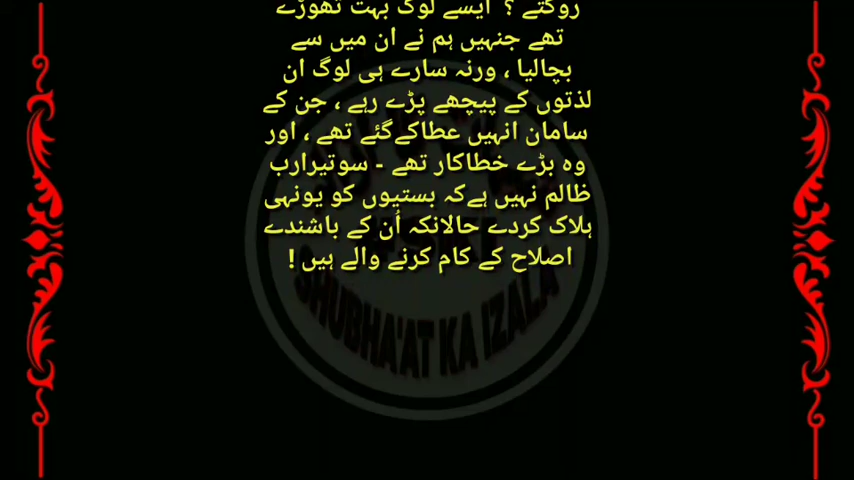 روکتے ؟ ایسے لوگ بہت تھوڑے
تھے جنہیں ہم نے ان میں سے
بچالیا ، ورنہ سارے ہی لوگ ان
لذتوں کے پیچھے پڑے رہے ، جن کے
سامان انہیں عطاکےگئے تھے ، اور
وہ بڑے خطاکار تھے ۔ سوتیرارب
ظالم نہیں ہےکہ بستیوں کو یونہی
ہلاک کردے حالانکہ اُن کے باشندے
اصلاح کے کام کرنے والے ہیں !
SHUBHA'AT KA IZALA